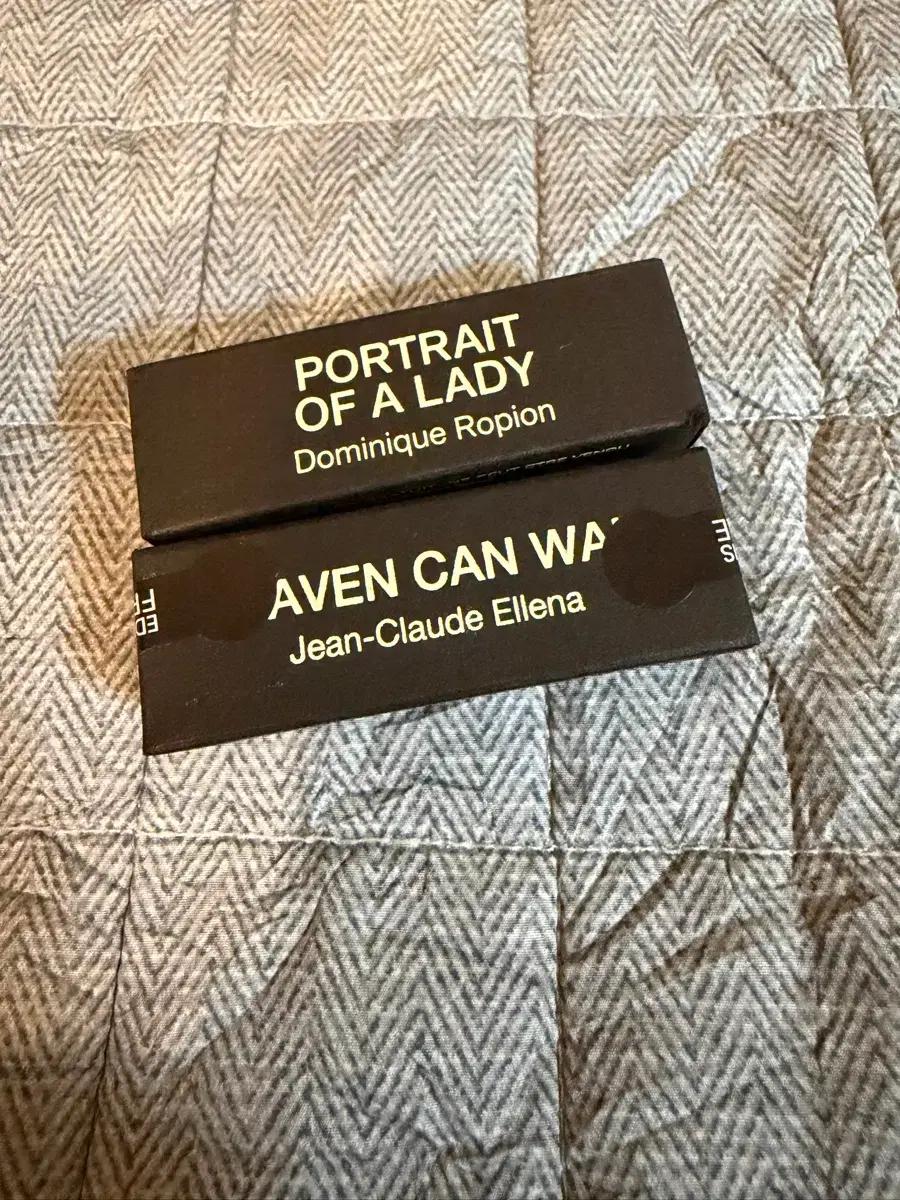 PORTRAIT
OF A LADY
Dominique Ropion
AVEN CAN WA
Jean-Claude Ellena